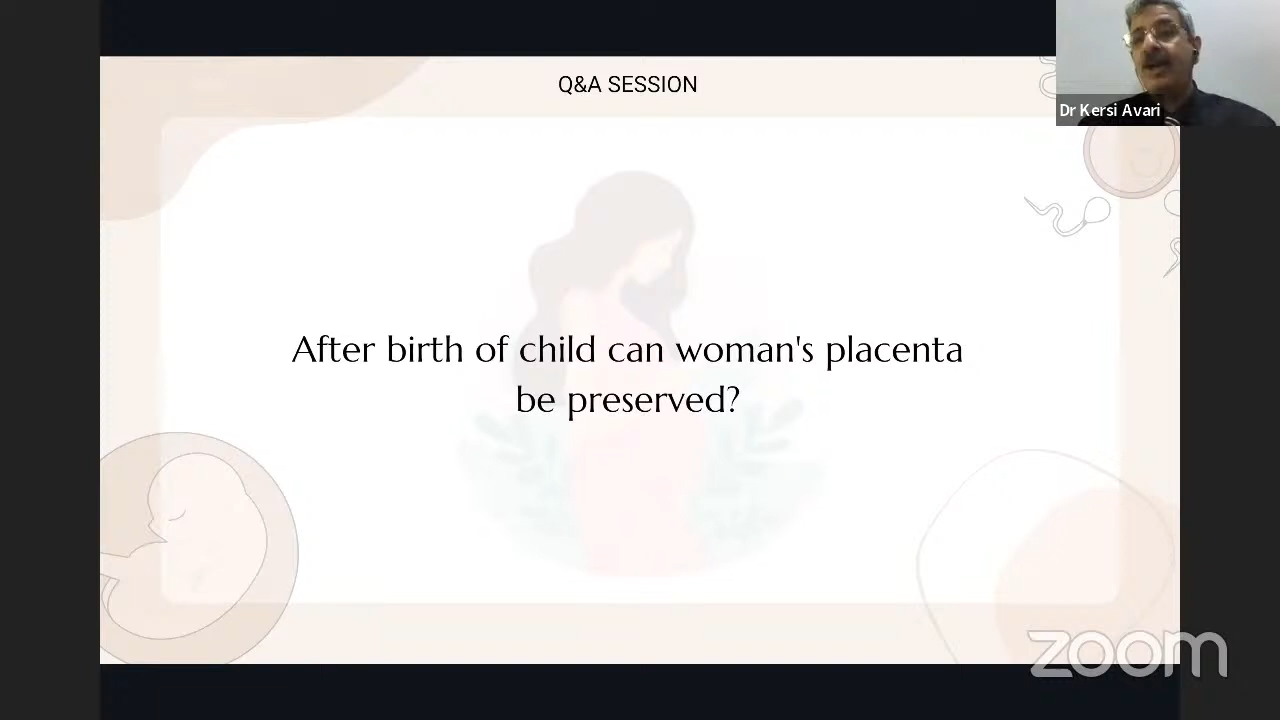 Q&A SESSION
Dr Kersi Avari
After birth of child can woman's placenta
be preserved?
zoom